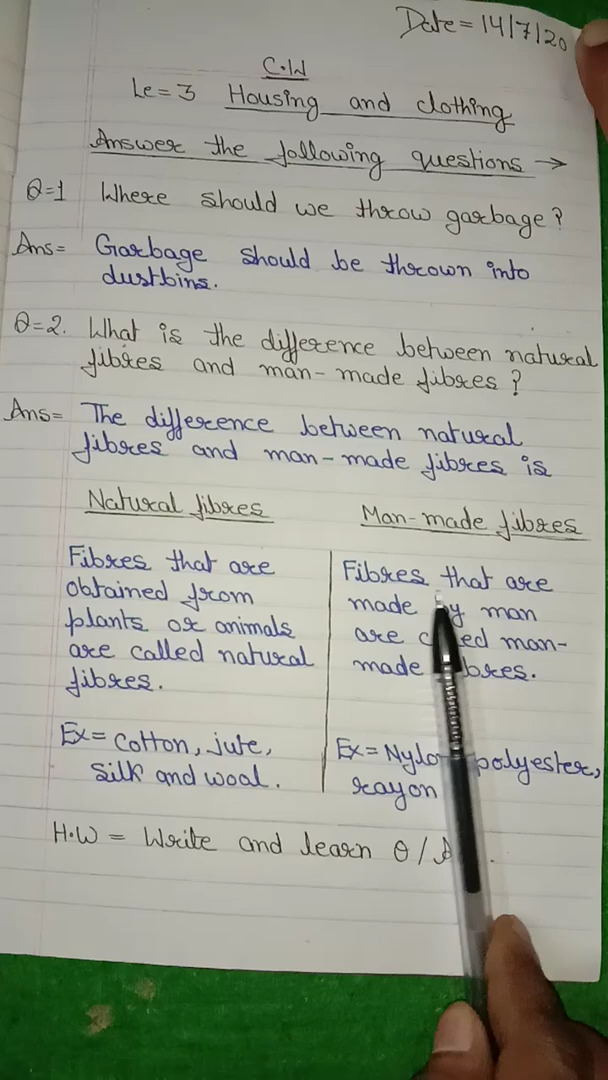 Date = 14/7/20
C.W
Le = 3 Housing and clothing
Answer the following questions →
Q=1 Where should we throw garbage?
Ans= Garbage should be thrown into
dustbins.
Q=2. What is the difference between natural
fibres and man-made fibres?
Ans= The difference between natural
fibres and man-made fibres is
Natural fibres
Fibres that are
obtained from
plants or animals
are called natural
fibres.
Ex= Cotton, jute,
Silk and woal.
Man-made fibres
Fibres that are
made man
are man-
made
Ex= polyester,
rayon
H.W = Write and learn Q/